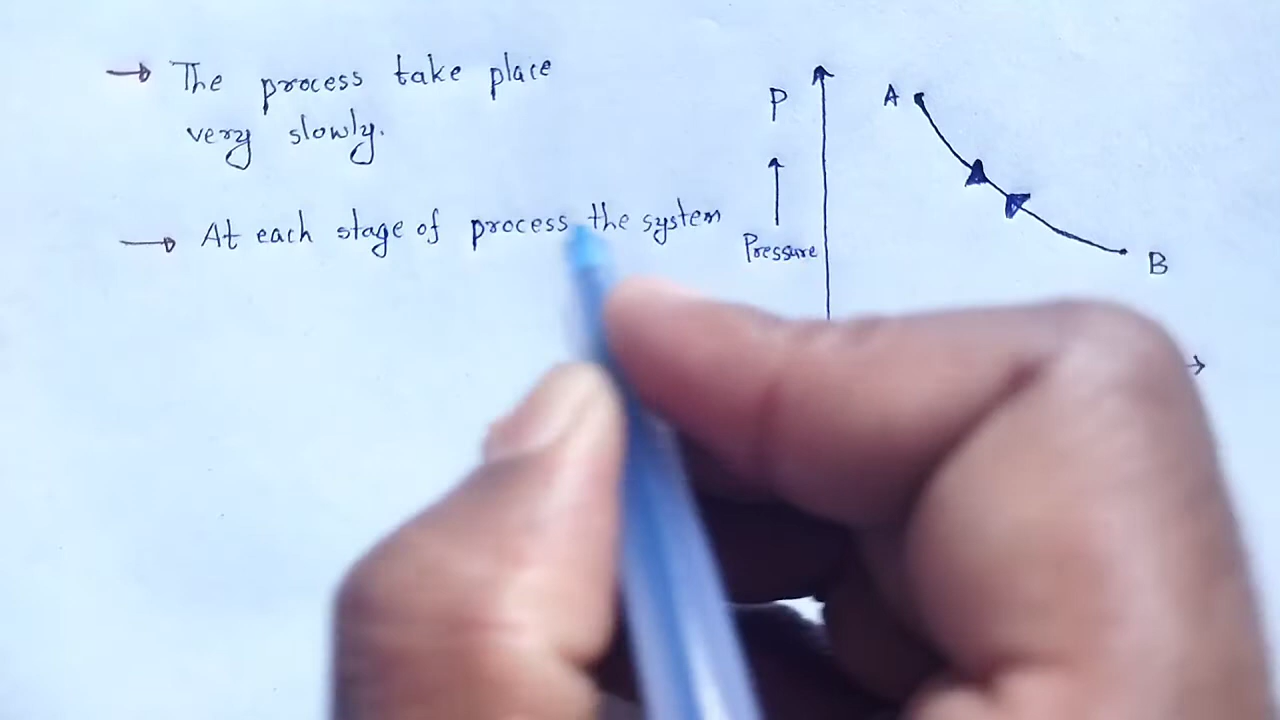 → The process take place
very slowly.
→ At each stage of process the system
P
Pressure
A
B